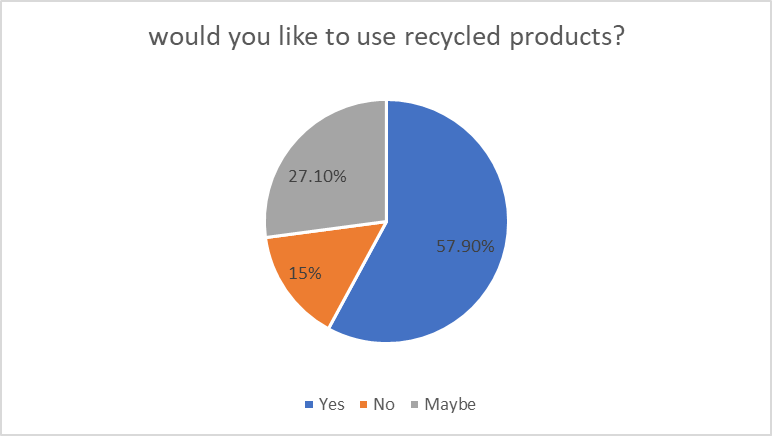 would you like to use recycled products?
27.10%
57.90%
15%
Yes No Maybe